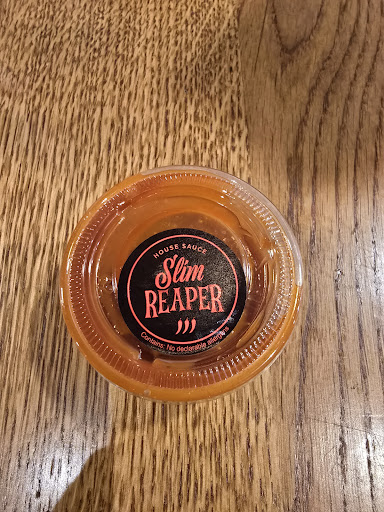 HOUSE SAUCE
Slim
REAPER
Contains: No declarable allergens